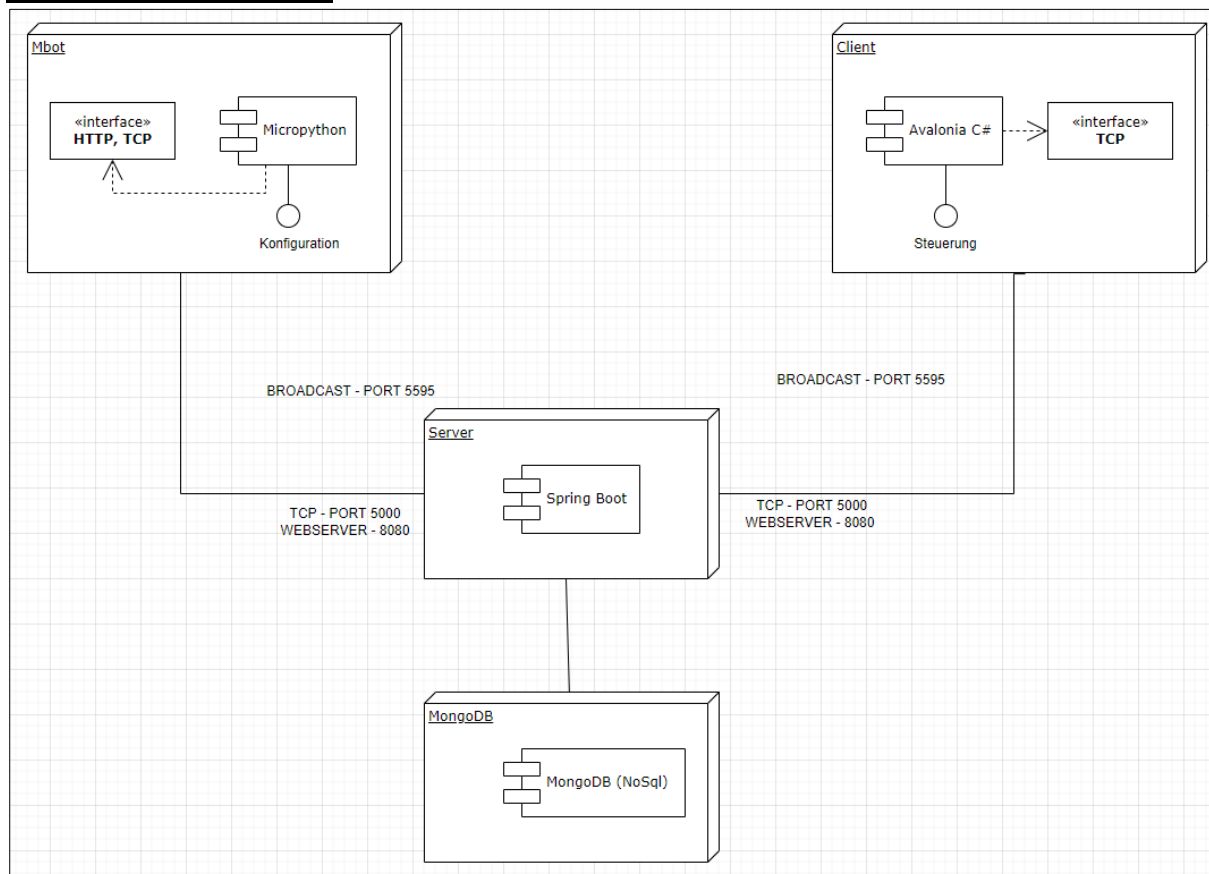 Mbot
«interface»
HTTP, TCP
Micropython
Konfiguration
Client
Avalonia C#
«interface»
TCP
Steuerung
BROADCAST - PORT 5595
BROADCAST - PORT 5595
Server
Spring Boot
TCP - PORT 5000
WEBSERVER - 8080
TCP - PORT 5000
WEBSERVER - 8080
MongoDB
MongoDB (NoSql)